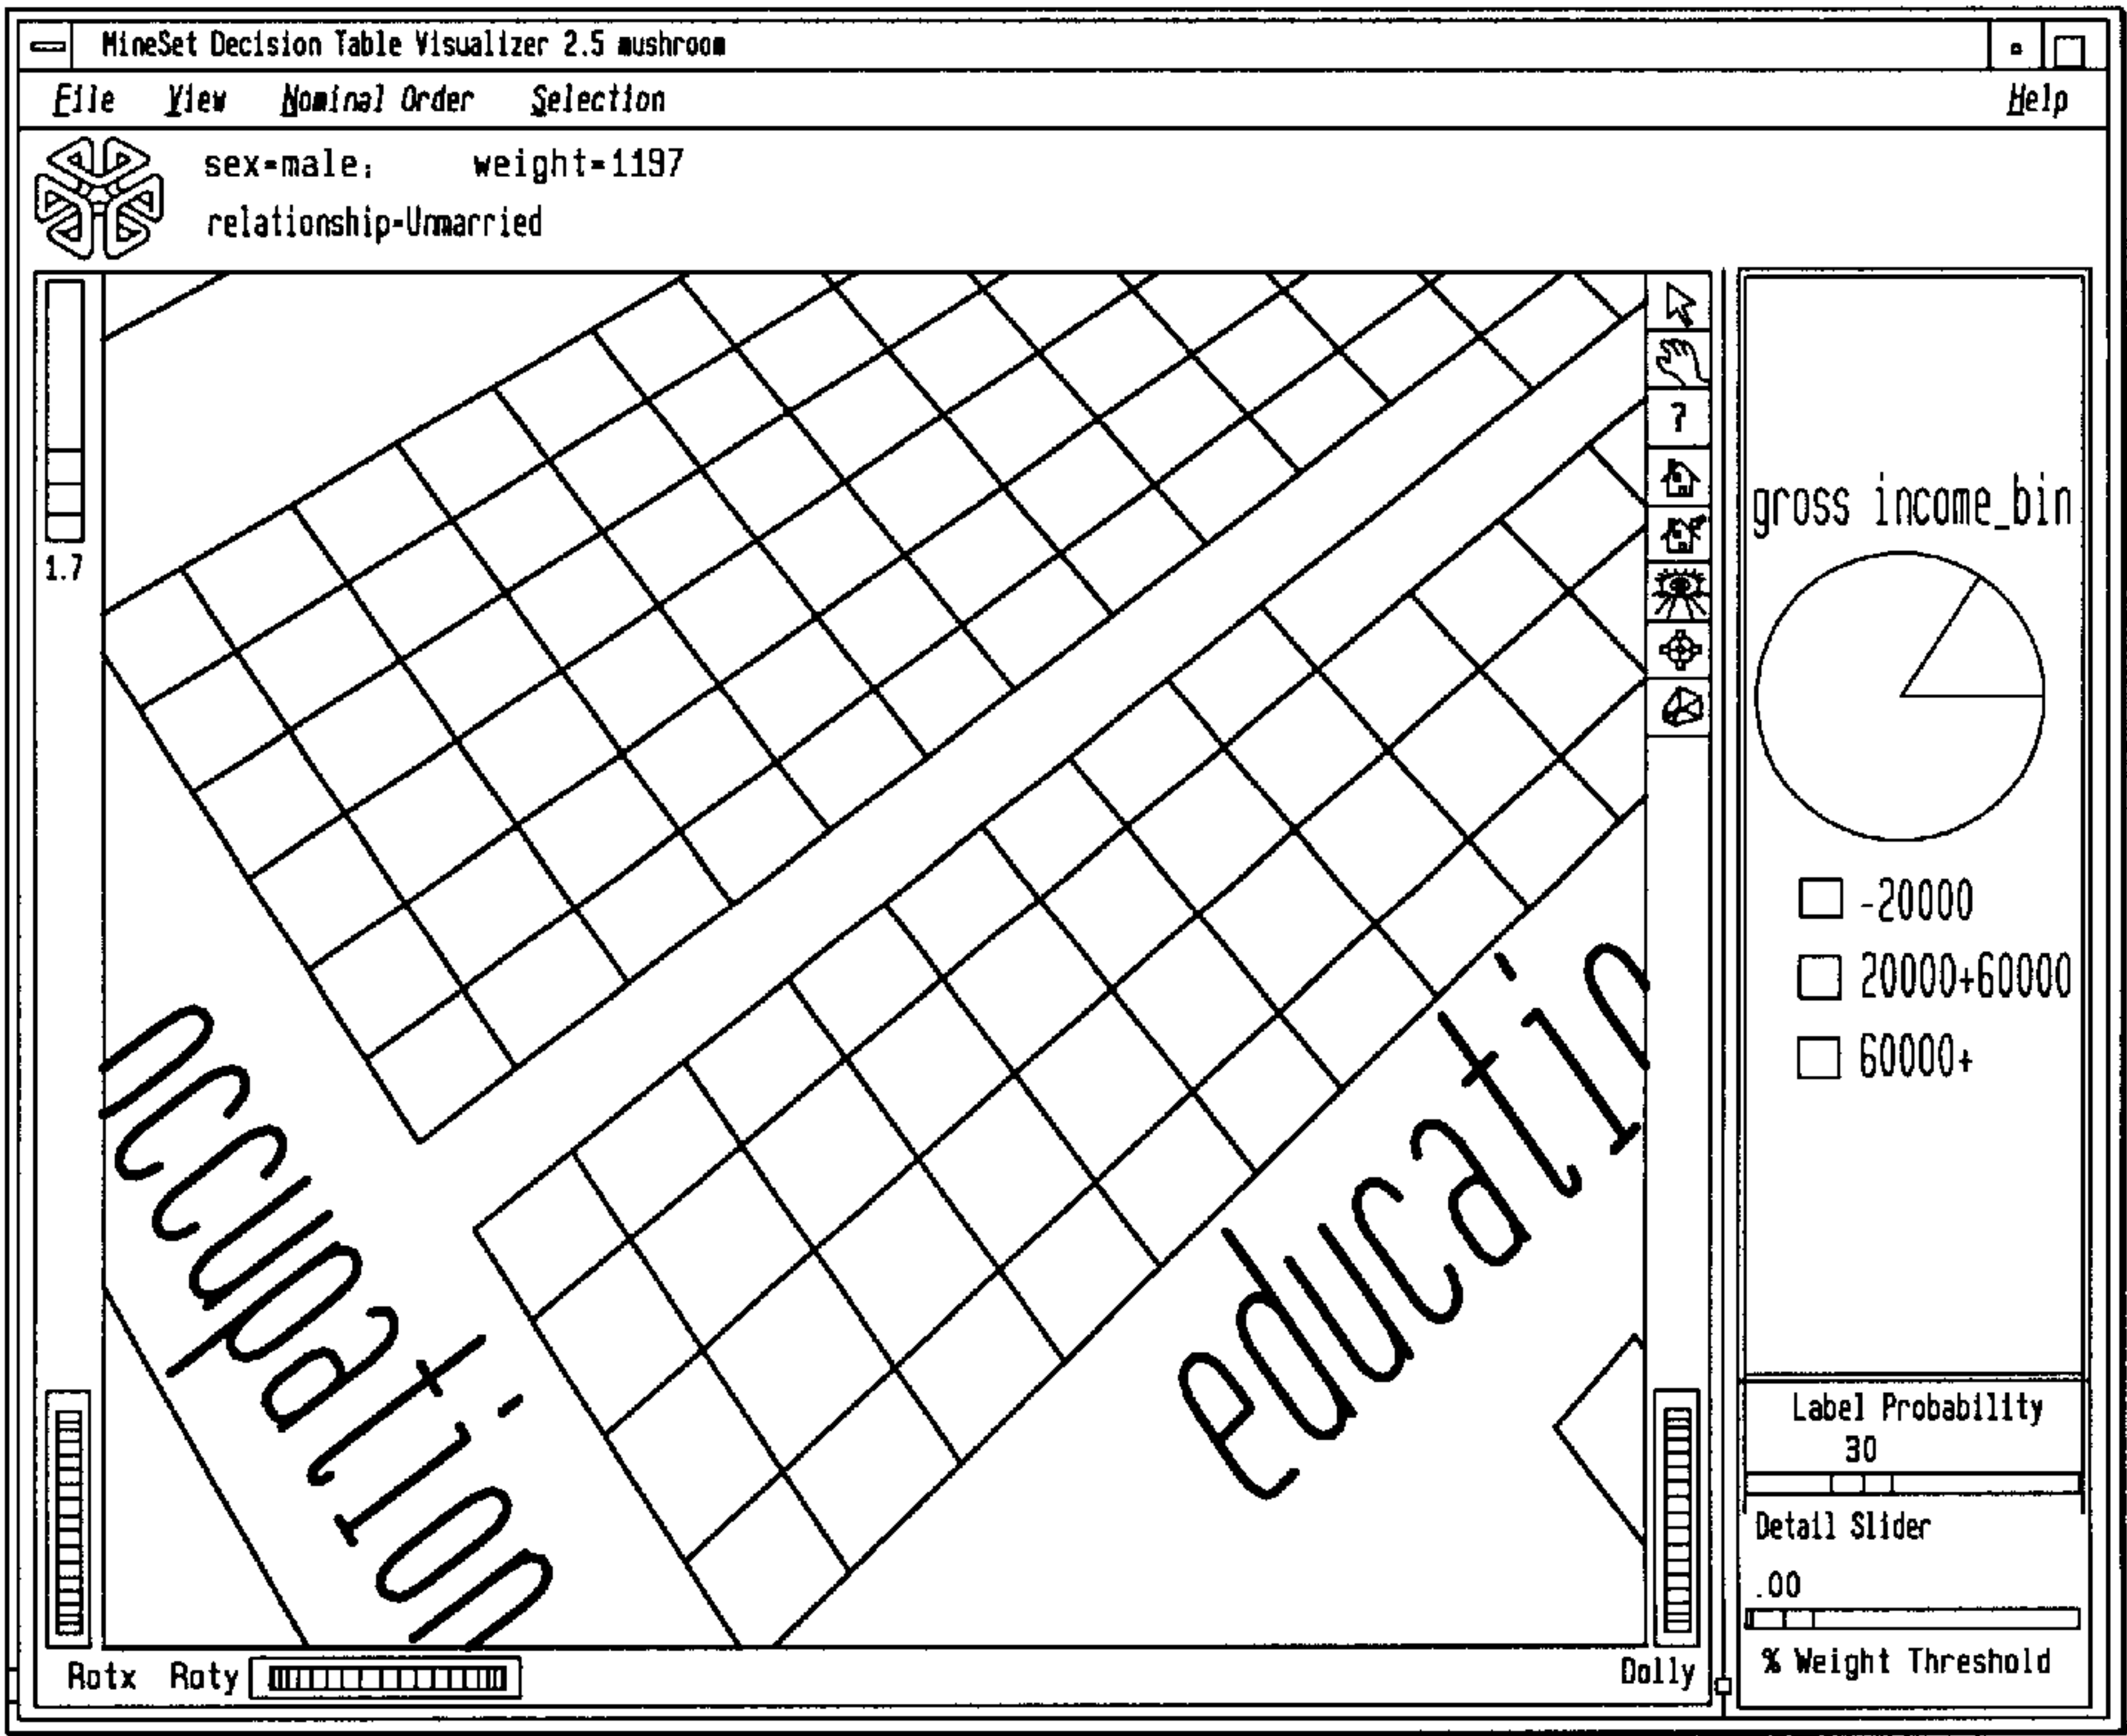 MineSet Decision Table Visualizer 2.5 mushroom
File View Nominal Order Selection Help
sex=male; weight=1197
relationship=Unmarried
1.7
?
occupation
educatio
Rotx Roty Dolly
gross income_bin
-20000
20000+60000
60000+
Label Probability
30
Detail Slider
.00
% Weight Threshold